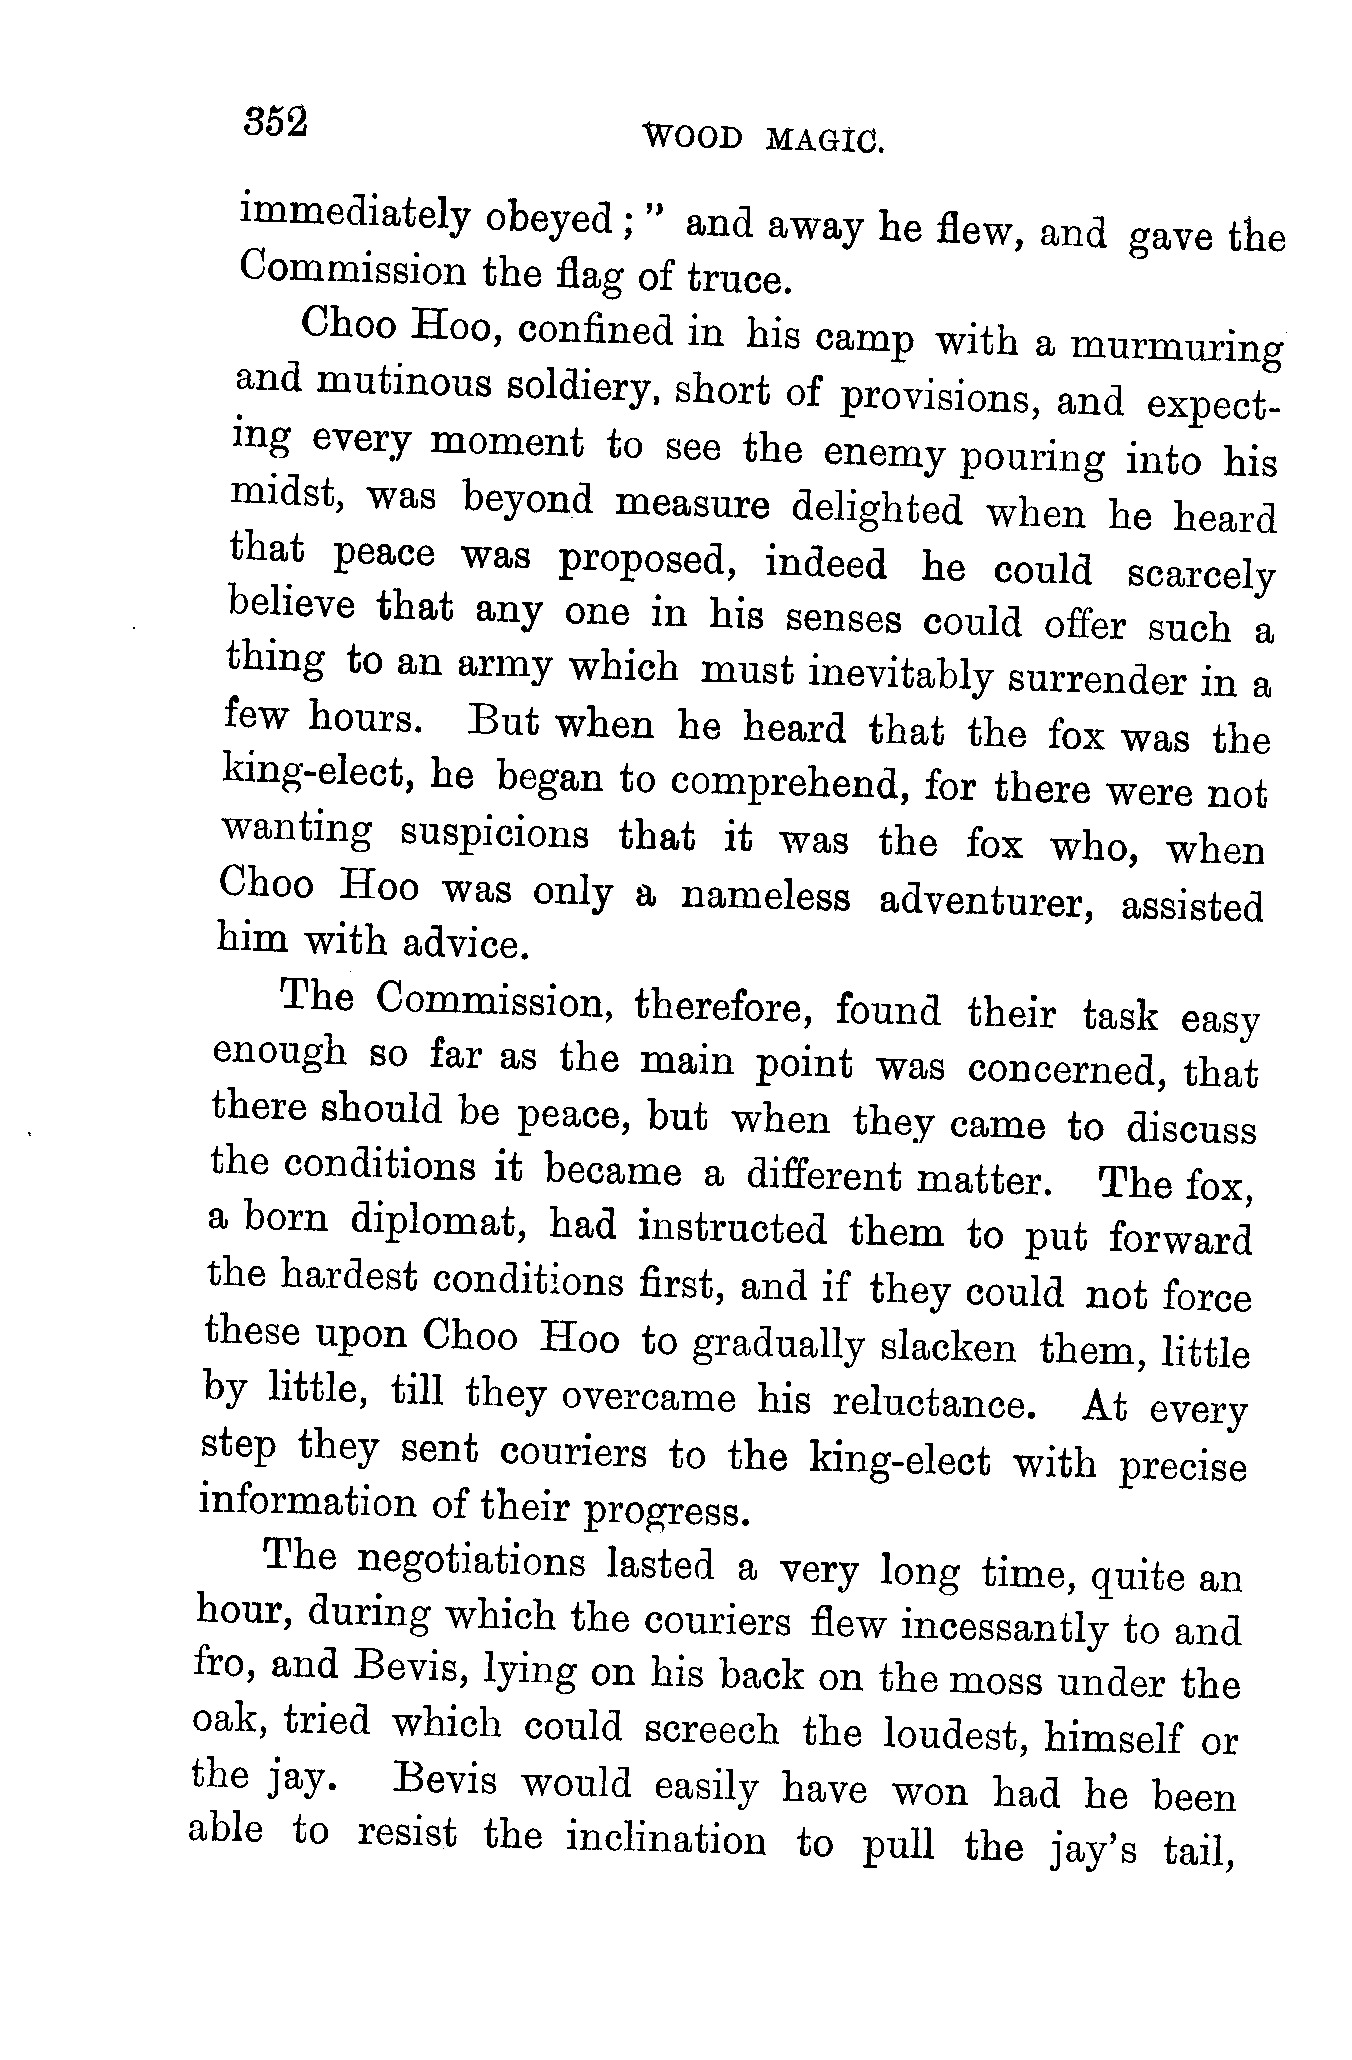 352
WOOD MAGIC.
immediately obeyed ; " and away he flew, and gave the
Commission the flag of truce.
Choo Hoo, confined in his camp with a murmuring
and mutinous soldiery, short of provisions, and expect-
ing every moment to see the enemy pouring into his
midst, was beyond measure delighted when he heard
that peace was proposed, indeed he could scarcely
believe that any one in his senses could offer such a
thing to an army which must inevitably surrender in a
few hours. But when he heard that the fox was the
king-elect, he began to comprehend, for there were not
wanting suspicions that it was the fox who, when
Choo Hoo was only a nameless adventurer, assisted
him with advice.
The Commission, therefore, found their task easy
enough so far as the main point was concerned, that
there should be peace, but when they came to discuss
the conditions it became a different matter. The fox,
a born diplomat, had instructed them to put forward
the hardest conditions first, and if they could not force
these upon Choo Hoo to gradually slacken them, little
by little, till they overcame his reluctance. At every
step they sent couriers to the king-elect with precise
information of their progress.
The negotiations lasted a very long time, quite an
hour, during which the couriers flew incessantly to and
fro, and Bevis, lying on his back on the moss under the
oak, tried which could screech the loudest, himself or
the jay. Bevis would easily have won had he been
able to resist the inclination to pull the jay's tail,